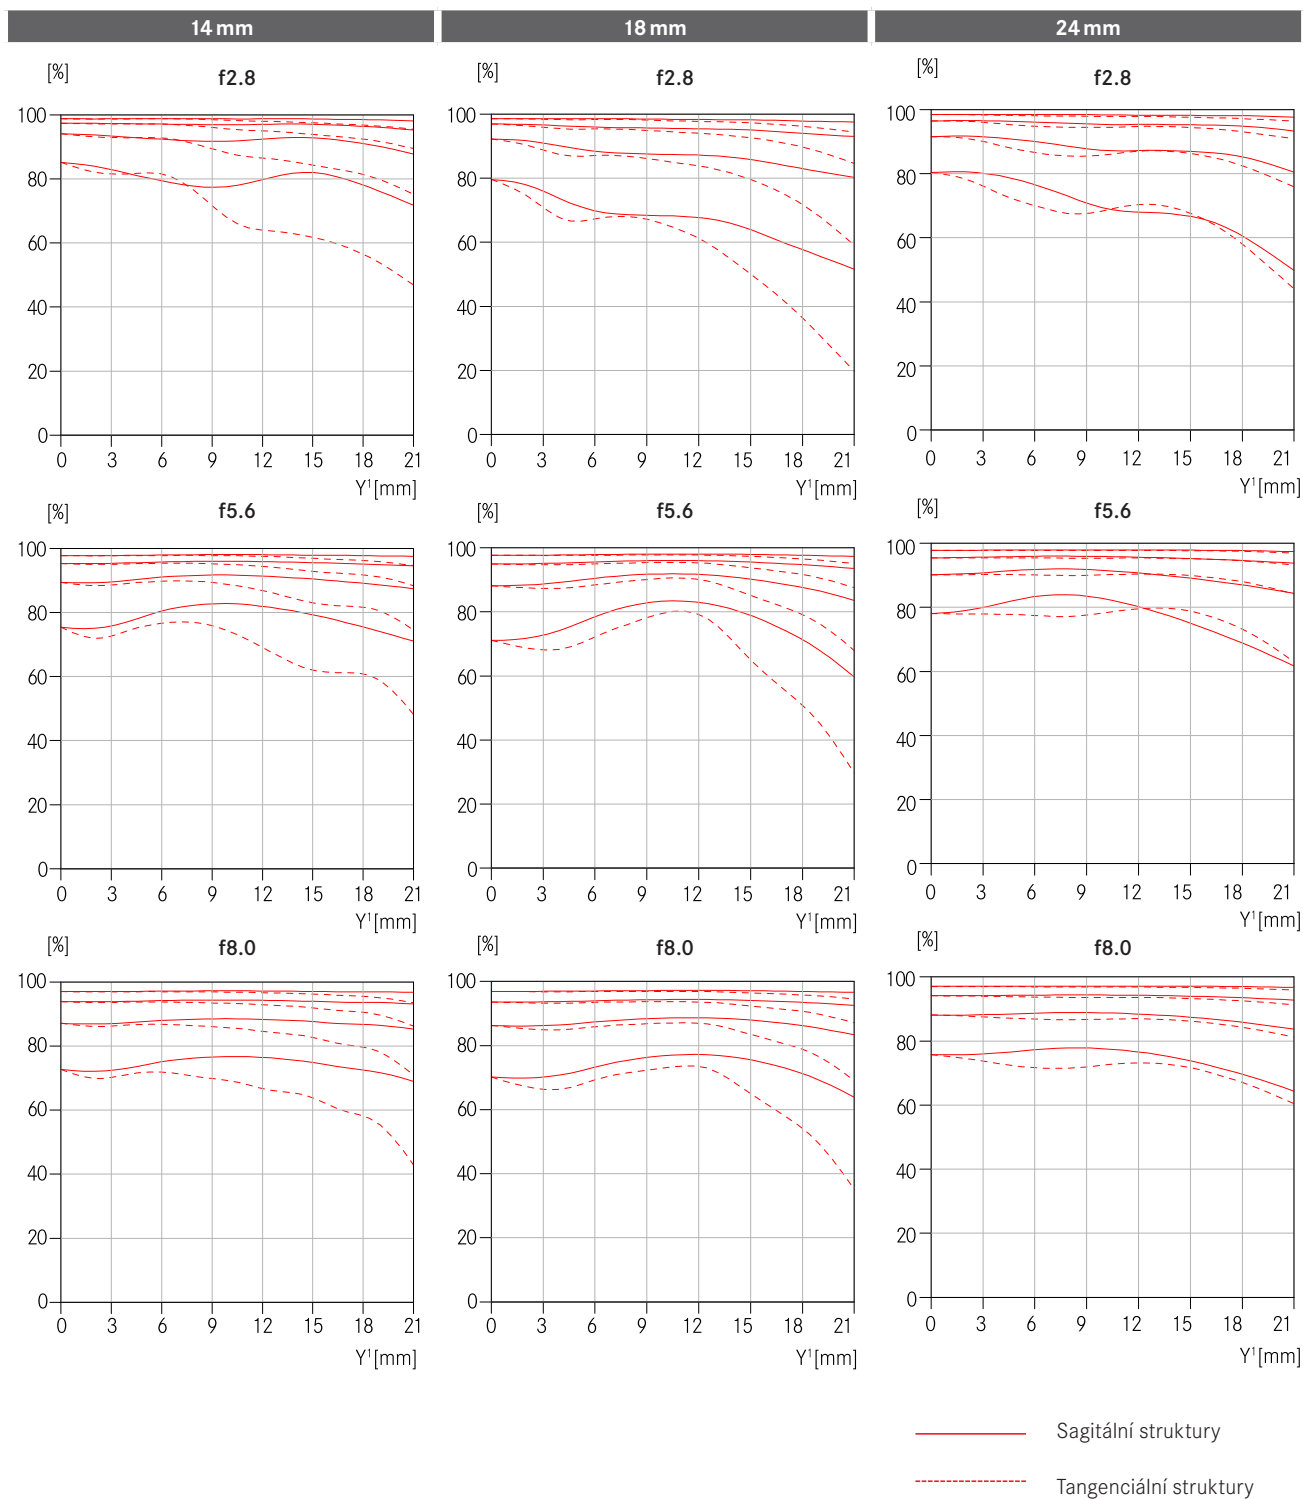 14 mm 18 mm 24 mm
[%] f2.8 [%] f2.8 [%] f2.8
100 100 100
80 80 80
60 60 60
40 40 40
20 20 20
0 0 0
0 3 6 9 12 15 18 21 0 3 6 9 12 15 18 21 0 3 6 9 12 15 18 21
Y¹[mm] Y¹[mm] Y¹[mm]
[%] f5.6 [%] f5.6 [%] f5.6
100 100 100
80 80 80
60 60 60
40 40 40
20 20 20
0 0 0
0 3 6 9 12 15 18 21 0 3 6 9 12 15 18 21 0 3 6 9 12 15 18 21
Y¹[mm] Y¹[mm] Y¹[mm]
[%] f8.0 [%] f8.0 [%] f8.0
100 100 100
80 80 80
60 60 60
40 40 40
20 20 20
0 0 0
0 3 6 9 12 15 18 21 0 3 6 9 12 15 18 21 0 3 6 9 12 15 18 21
Y¹[mm] Y¹[mm] Y¹[mm]
Sagitální struktury
Tangenciální struktury